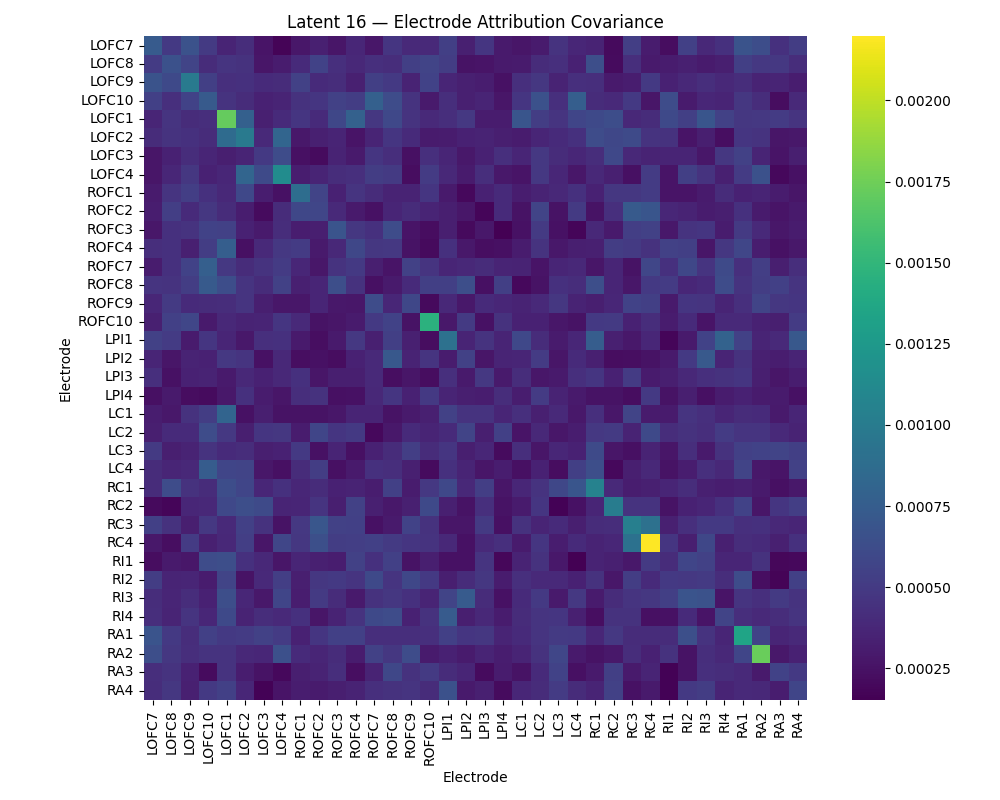 Latent 16 — Electrode Attribution Covariance
Electrode
LOFC7
LOFC8
LOFC9
LOFC10
LOFC1
LOFC2
LOFC3
LOFC4
ROFC1
ROFC2
ROFC3
ROFC4
ROFC7
ROFC8
ROFC9
ROFC10
LPI1
LPI2
LPI3
LPI4
LC1
LC2
LC3
LC4
RC1
RC2
RC3
RC4
RI1
RI2
RI3
RI4
RA1
RA2
RA3
RA4
LOFC7 LOFC8 LOFC9 LOFC10 LOFC1 LOFC2 LOFC3 LOFC4 ROFC1 ROFC2 ROFC3 ROFC4 ROFC7 ROFC8 ROFC9 ROFC10 LPI1 LPI2 LPI3 LPI4 LC1 LC2 LC3 LC4 RC1 RC2 RC3 RC4 RI1 RI2 RI3 RI4 RA1 RA2 RA3 RA4
Electrode
0.00200
0.00175
0.00150
0.00125
0.00100
0.00075
0.00050
0.00025